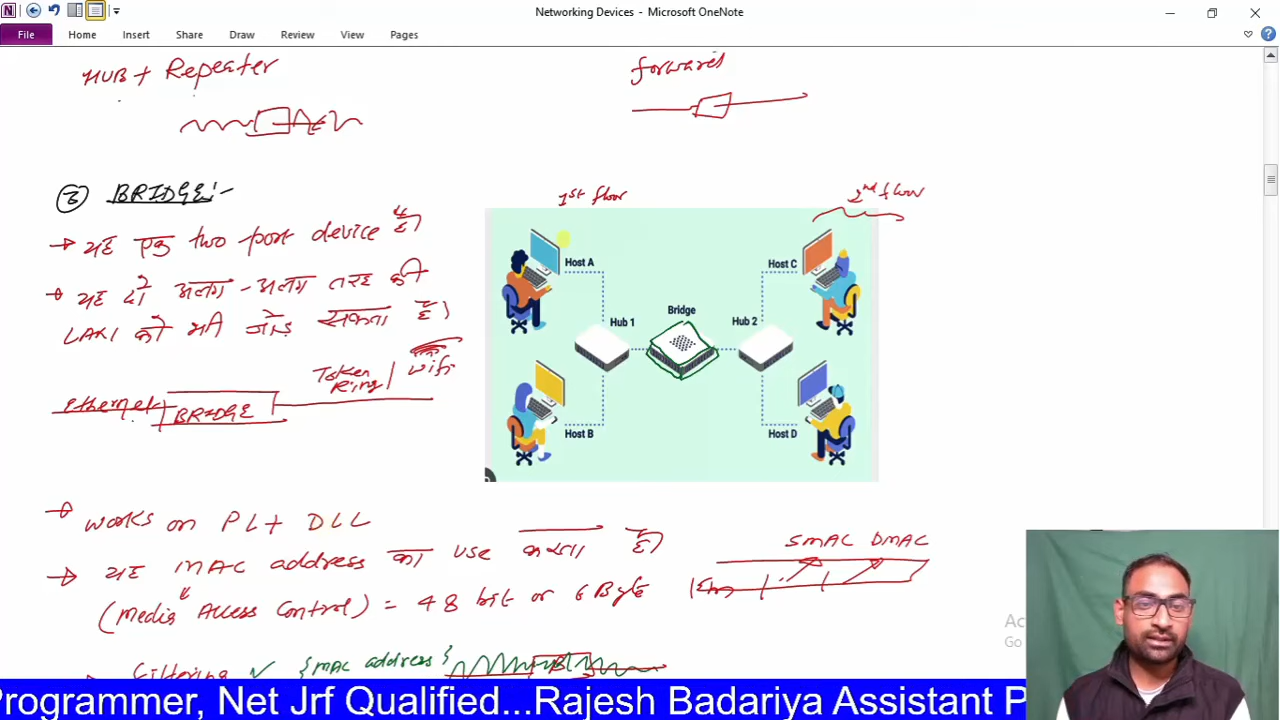 Networking Devices - Microsoft OneNote
File Home Insert Share Draw Review View Pages
HUB + Repeater
forwards
③ BRIDGE:-
→ यह एक two port device है
→ यह दो अलग-अलग तरह की
LAN को भी जोड़ सकता है
Token Ring | wifi
Ethernet BRIDGE
1st floor
2nd floor
Host A
Host C
Bridge
Hub 1
Hub 2
Host B
Host D
→ works on PL + DLL
→ यह MAC address का use करता है
(Media Access Control) = 48 bit or 6 Byte
SMAC DMAC
Filtering ✓ {MAC address}
B
Go
Programmer, Net Jrf Qualified...Rajesh Badariya Assistant P